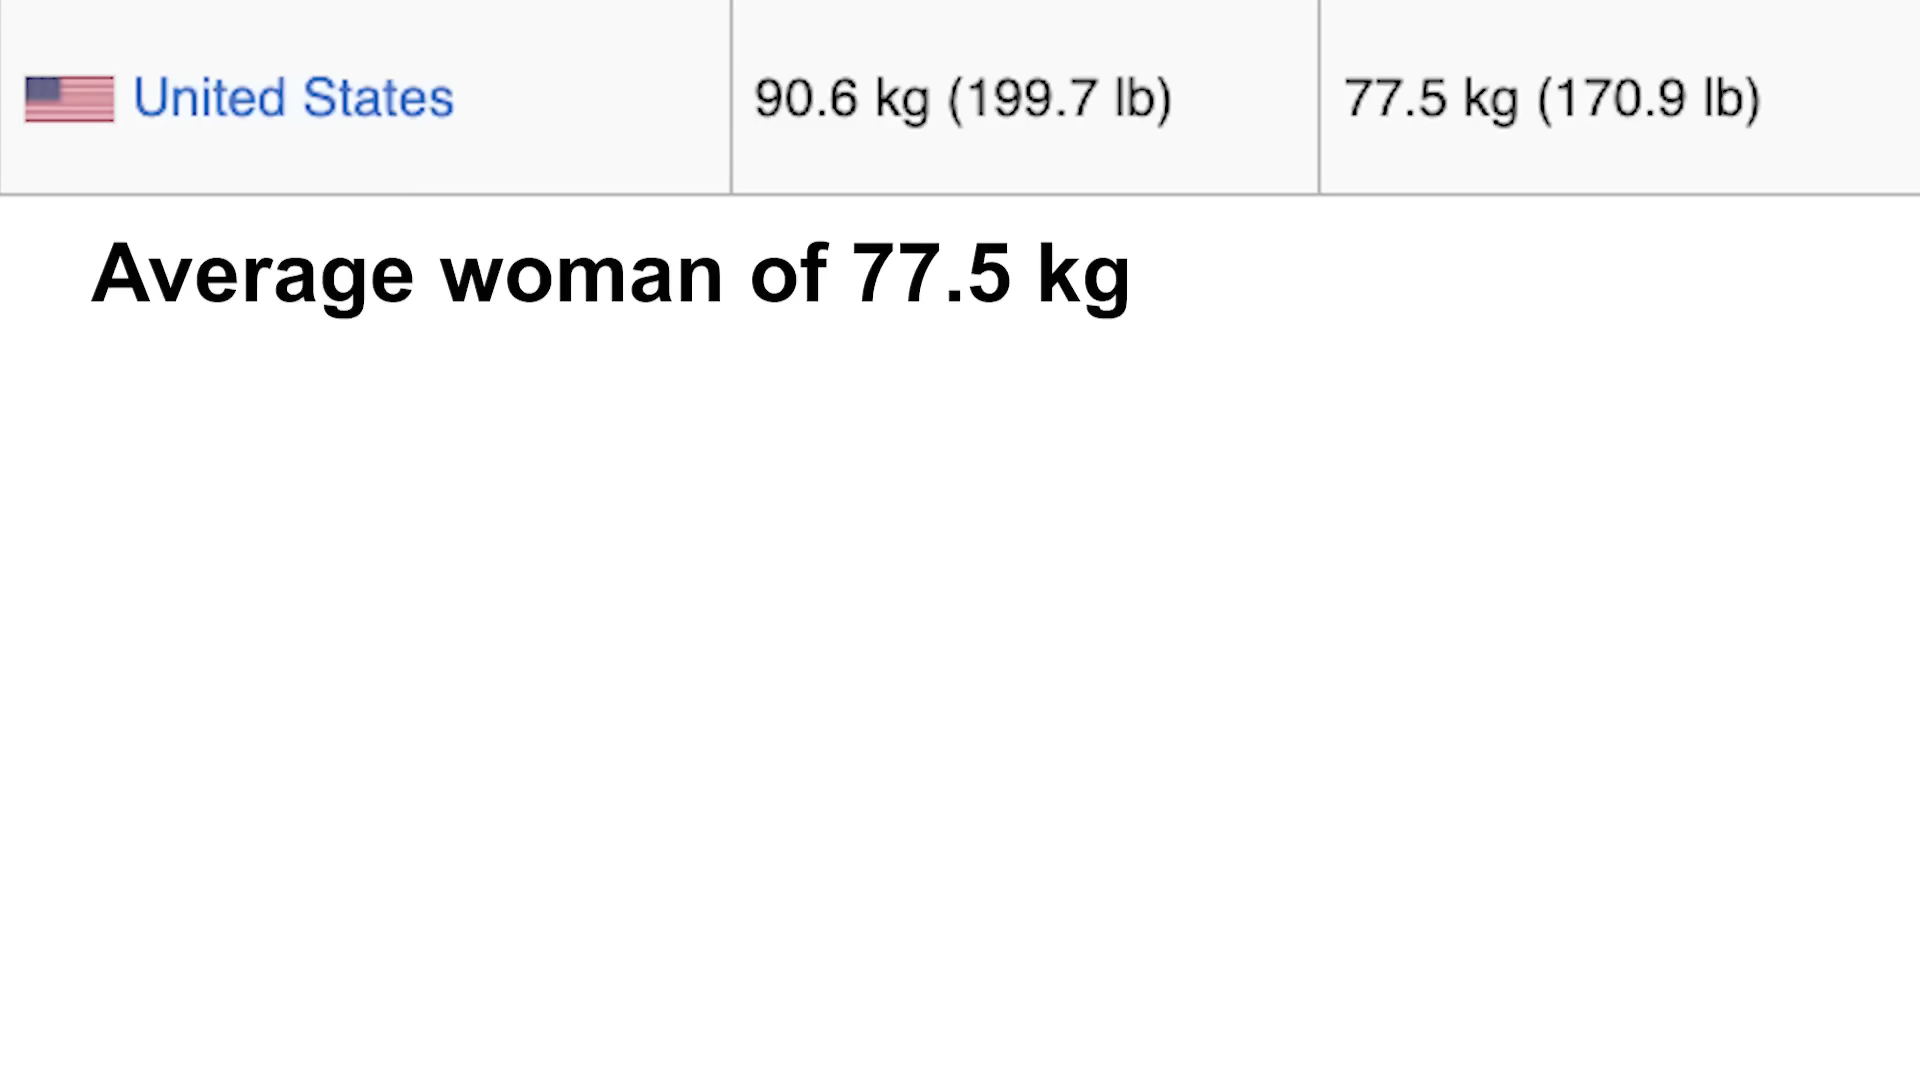 United States 90.6 kg (199.7 lb) 77.5 kg (170.9 lb)
Average woman of 77.5 kg